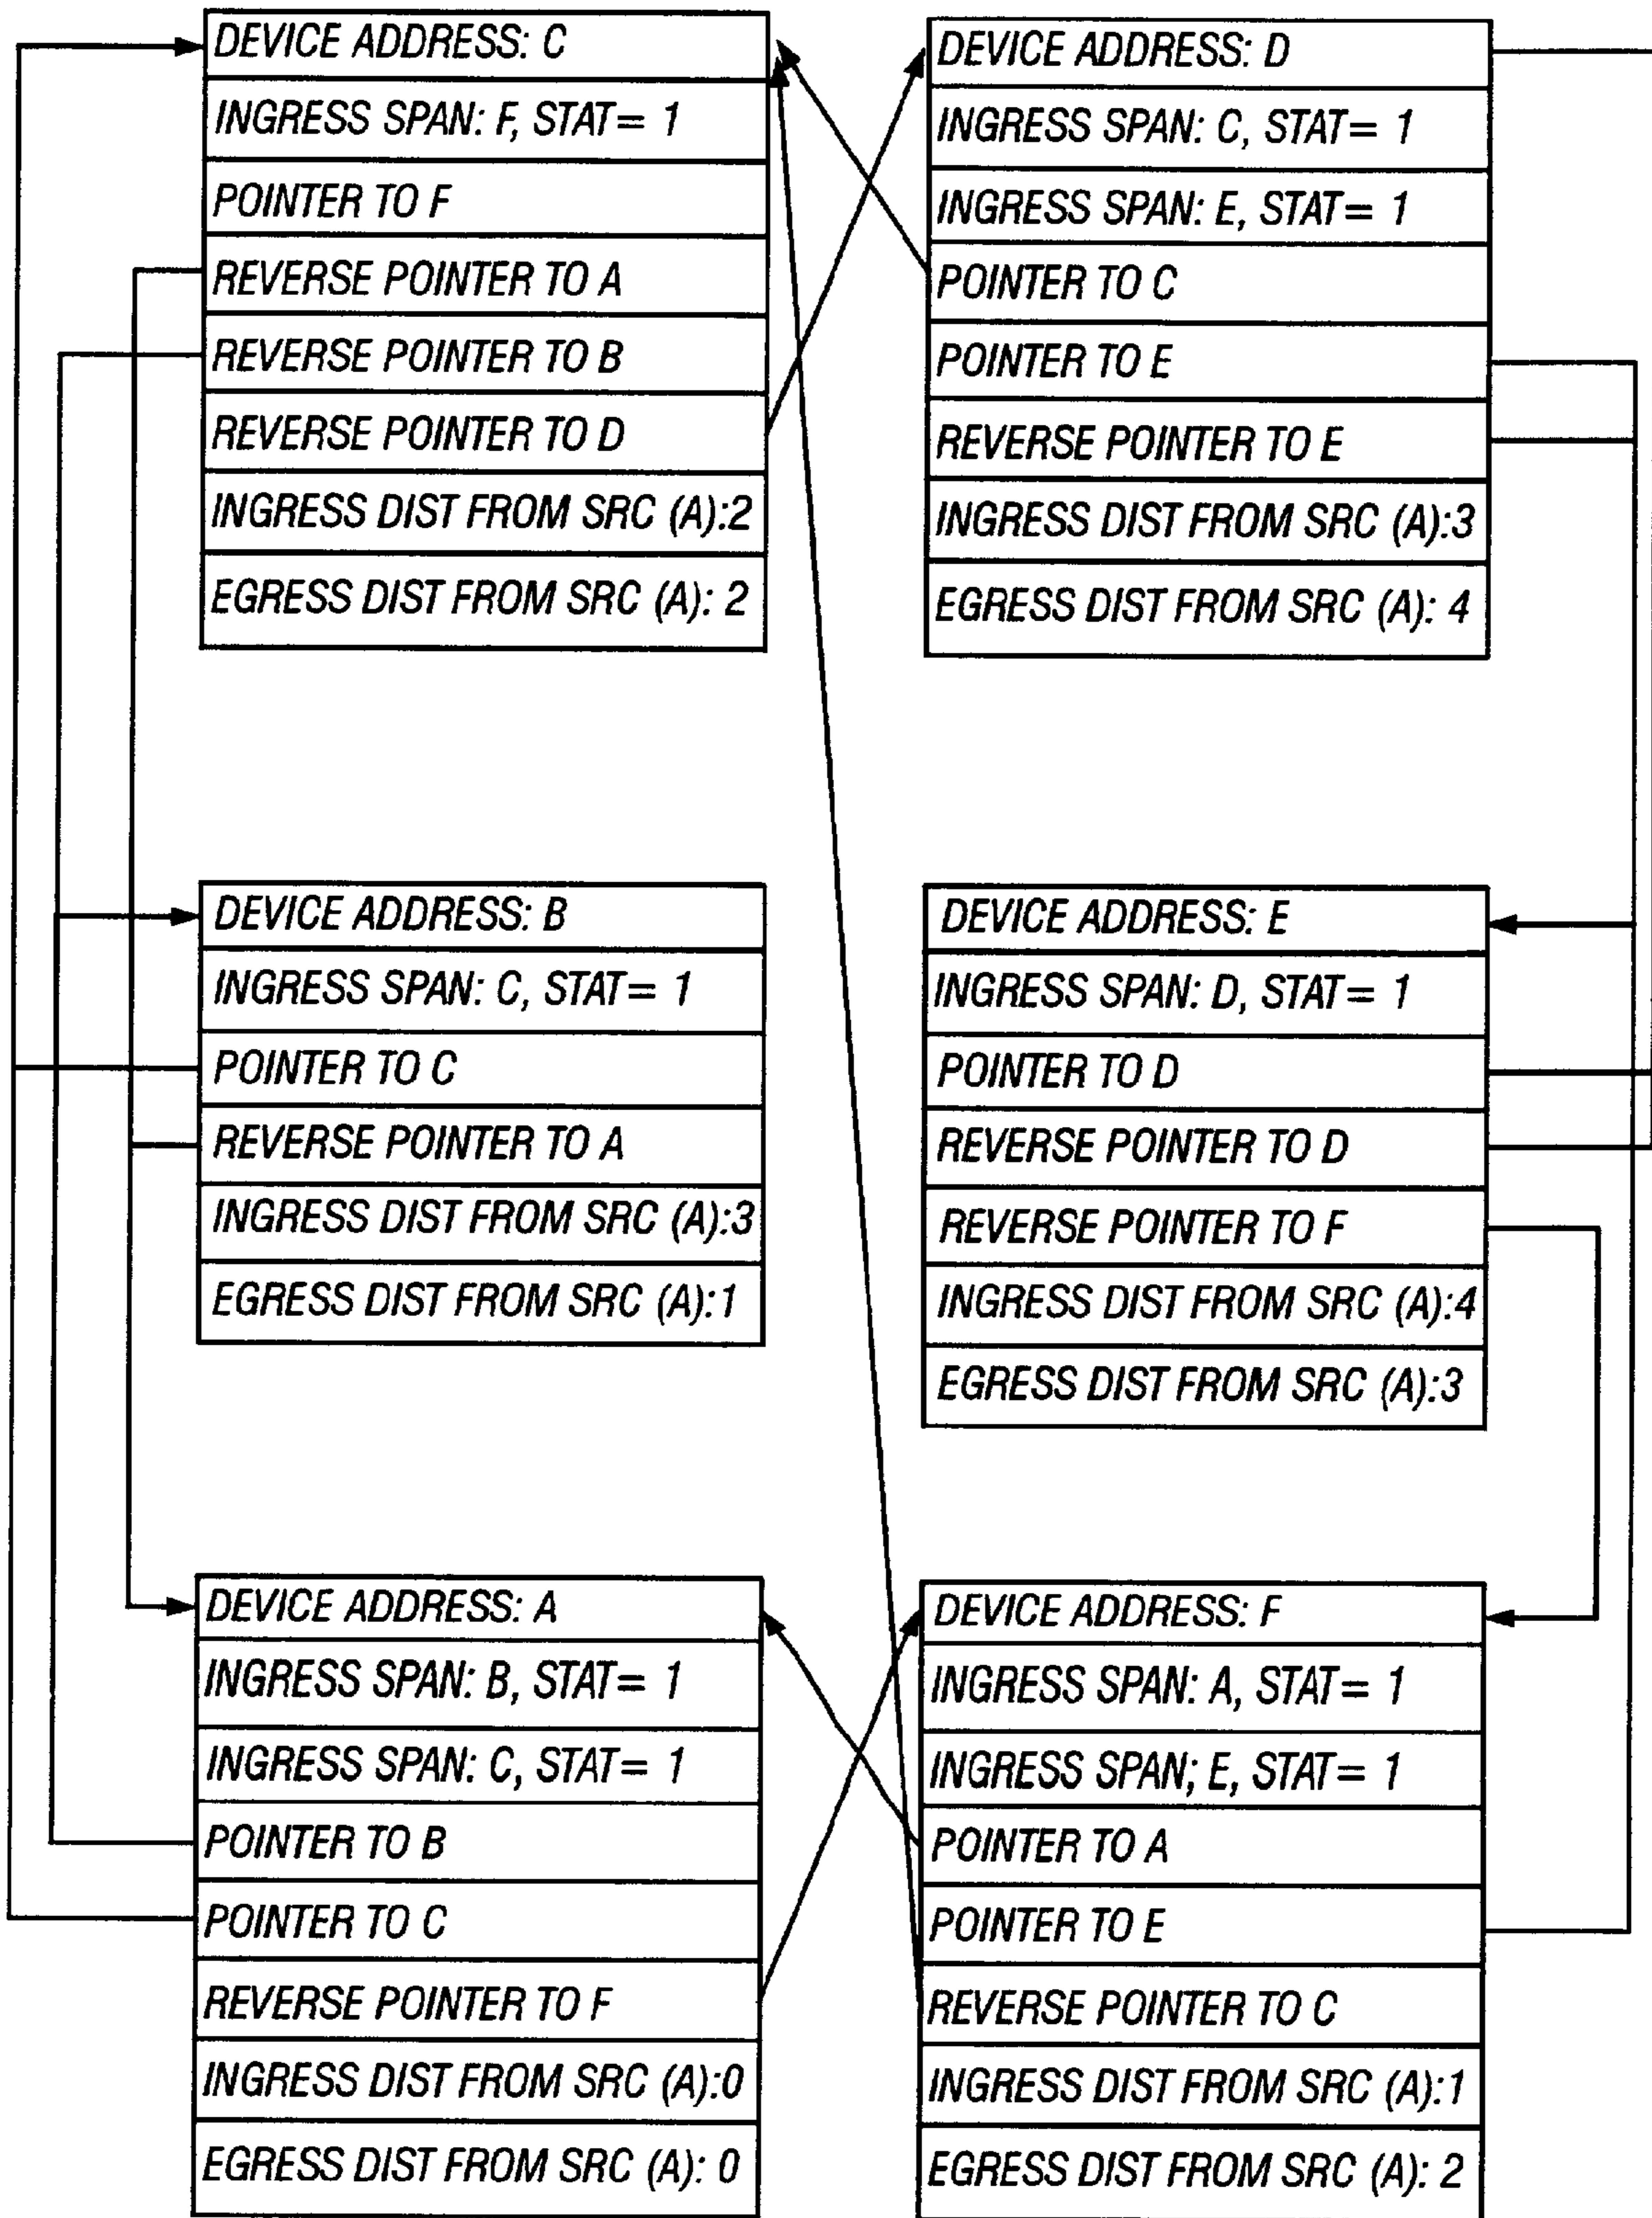 DEVICE ADDRESS: C
INGRESS SPAN: F, STAT= 1
POINTER TO F
REVERSE POINTER TO A
REVERSE POINTER TO B
REVERSE POINTER TO D
INGRESS DIST FROM SRC (A):2
EGRESS DIST FROM SRC (A): 2
DEVICE ADDRESS: D
INGRESS SPAN: C, STAT= 1
INGRESS SPAN: E, STAT= 1
POINTER TO C
POINTER TO E
REVERSE POINTER TO E
INGRESS DIST FROM SRC (A):3
EGRESS DIST FROM SRC (A): 4
DEVICE ADDRESS: B
INGRESS SPAN: C, STAT= 1
POINTER TO C
REVERSE POINTER TO A
INGRESS DIST FROM SRC (A):3
EGRESS DIST FROM SRC (A):1
DEVICE ADDRESS: E
INGRESS SPAN: D, STAT= 1
POINTER TO D
REVERSE POINTER TO D
REVERSE POINTER TO F
INGRESS DIST FROM SRC (A):4
EGRESS DIST FROM SRC (A):3
DEVICE ADDRESS: A
INGRESS SPAN: B, STAT= 1
INGRESS SPAN: C, STAT= 1
POINTER TO B
POINTER TO C
REVERSE POINTER TO F
INGRESS DIST FROM SRC (A):0
EGRESS DIST FROM SRC (A): 0
DEVICE ADDRESS: F
INGRESS SPAN: A, STAT= 1
INGRESS SPAN; E, STAT= 1
POINTER TO A
POINTER TO E
REVERSE POINTER TO C
INGRESS DIST FROM SRC (A):1
EGRESS DIST FROM SRC (A): 2